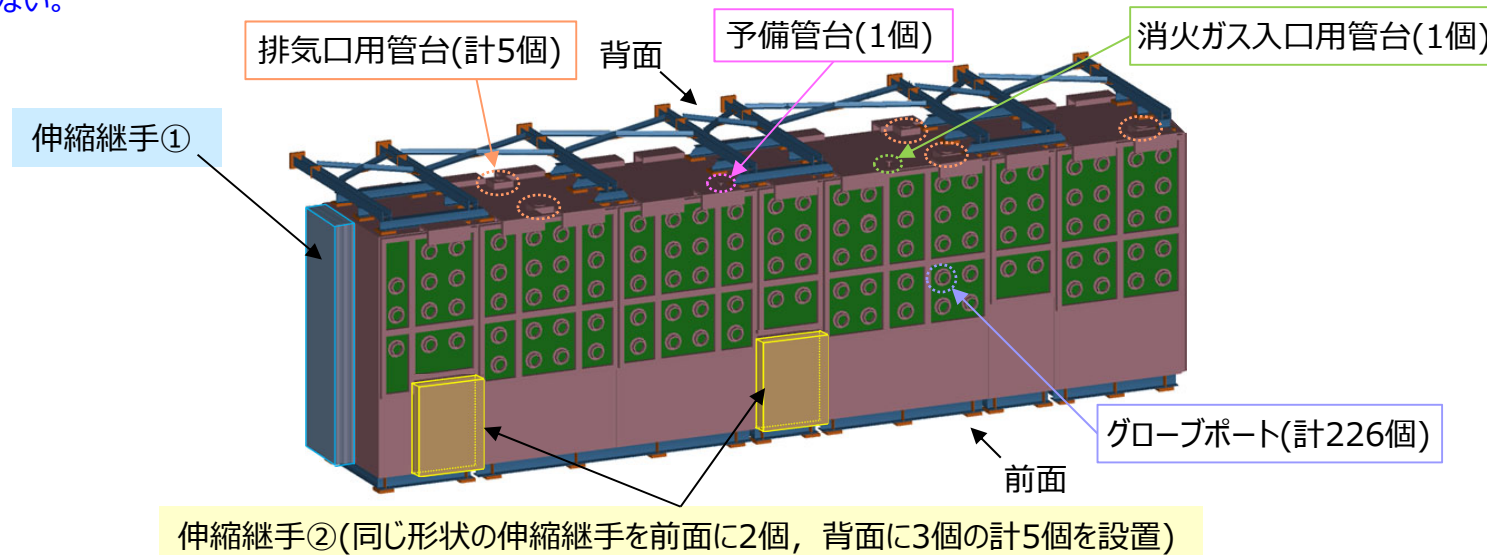 ない。
排気口用管台(計5個)
背面
予備管台(1個)
消火ガス入口用管台(1個)
伸縮継手①
グローブポート(計226個)
前面
伸縮継手②(同じ形状の伸縮継手を前面に2個，背面に3個の計5個を設置)